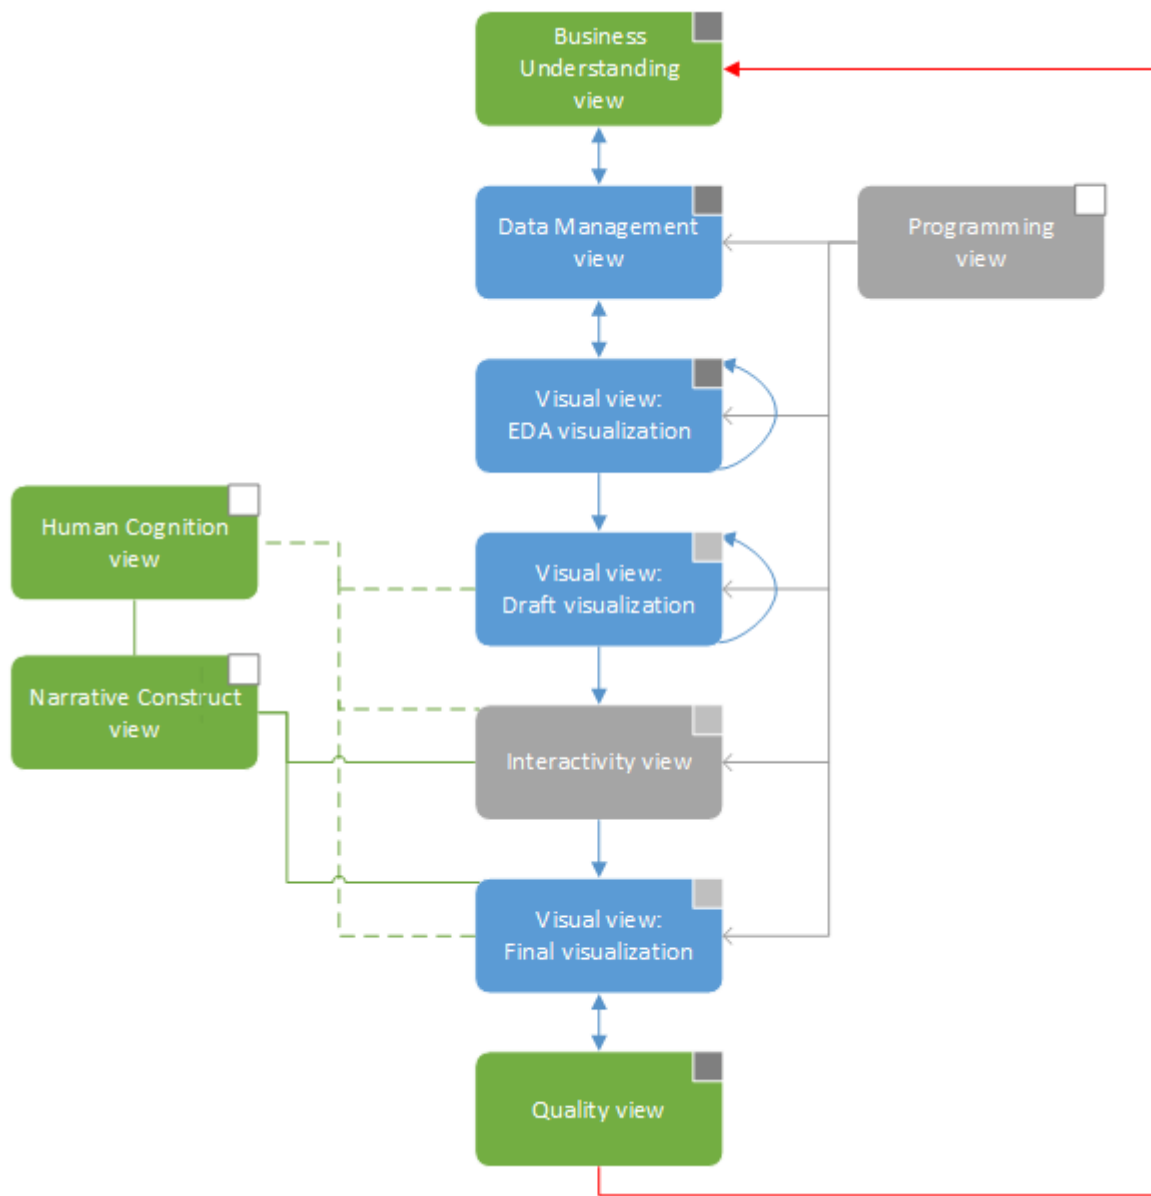 Business
Understanding
view
Data Management
view
Programming
view
Visual view:
EDA visualization
Human Cognition
view
Visual view:
Draft visualization
Narrative Construct
view
Interactivity view
Visual view:
Final visualization
Quality view